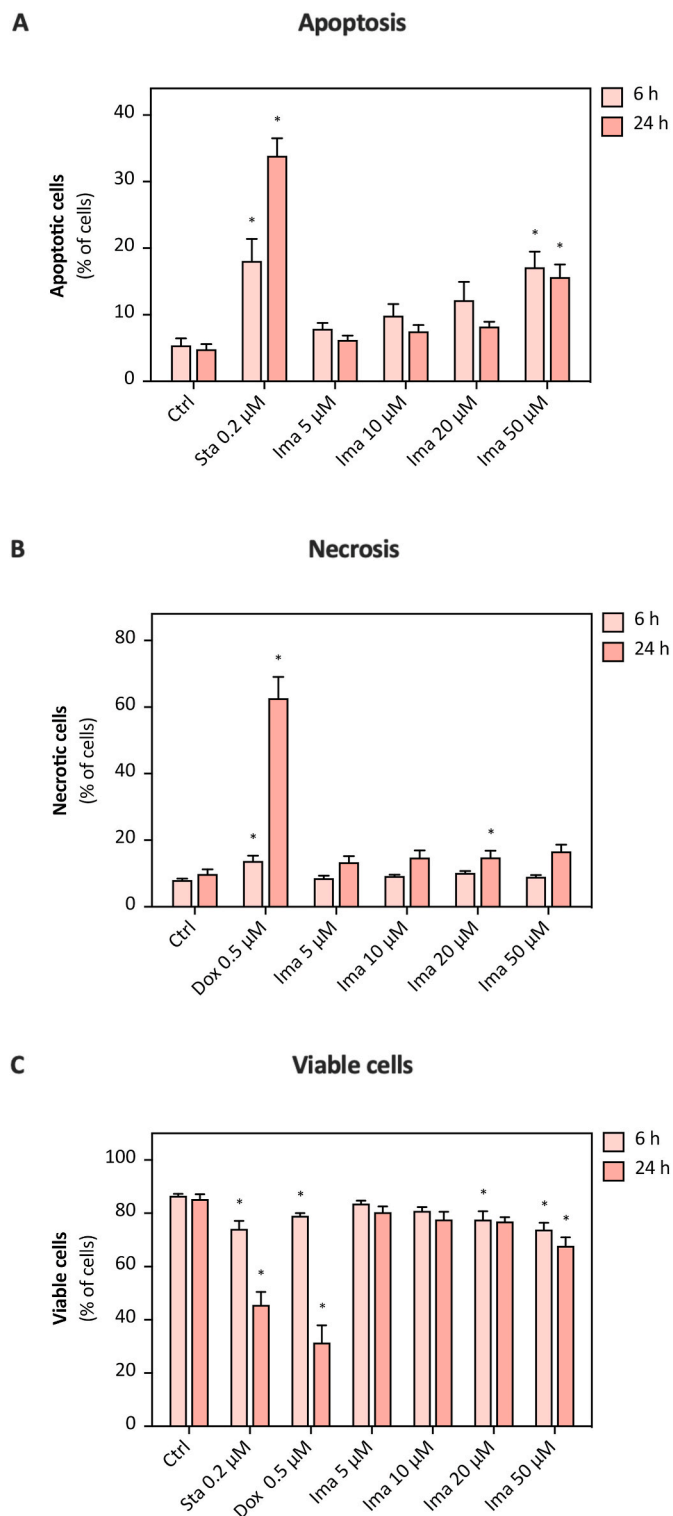 A
Apoptosis
6 h
24 h
Apoptotic cells
(% of cells)
40
30
20
10
0
*
*
*
*
Ctrl
Sta 0.2 µM
Ima 5 µM
Ima 10 µM
Ima 20 µM
Ima 50 µM
B
Necrosis
6 h
24 h
Necrotic cells
(% of cells)
80
60
40
20
0
*
*
*
Ctrl
Dox 0.5 µM
Ima 5 µM
Ima 10 µM
Ima 20 µM
Ima 50 µM
C
Viable cells
6 h
24 h
Viable cells
(% of cells)
100
80
60
40
20
0
*
*
*
*
*
*
*
Ctrl
Sta 0.2 µM
Dox 0.5 µM
Ima 5 µM
Ima 10 µM
Ima 20 µM
Ima 50 µM